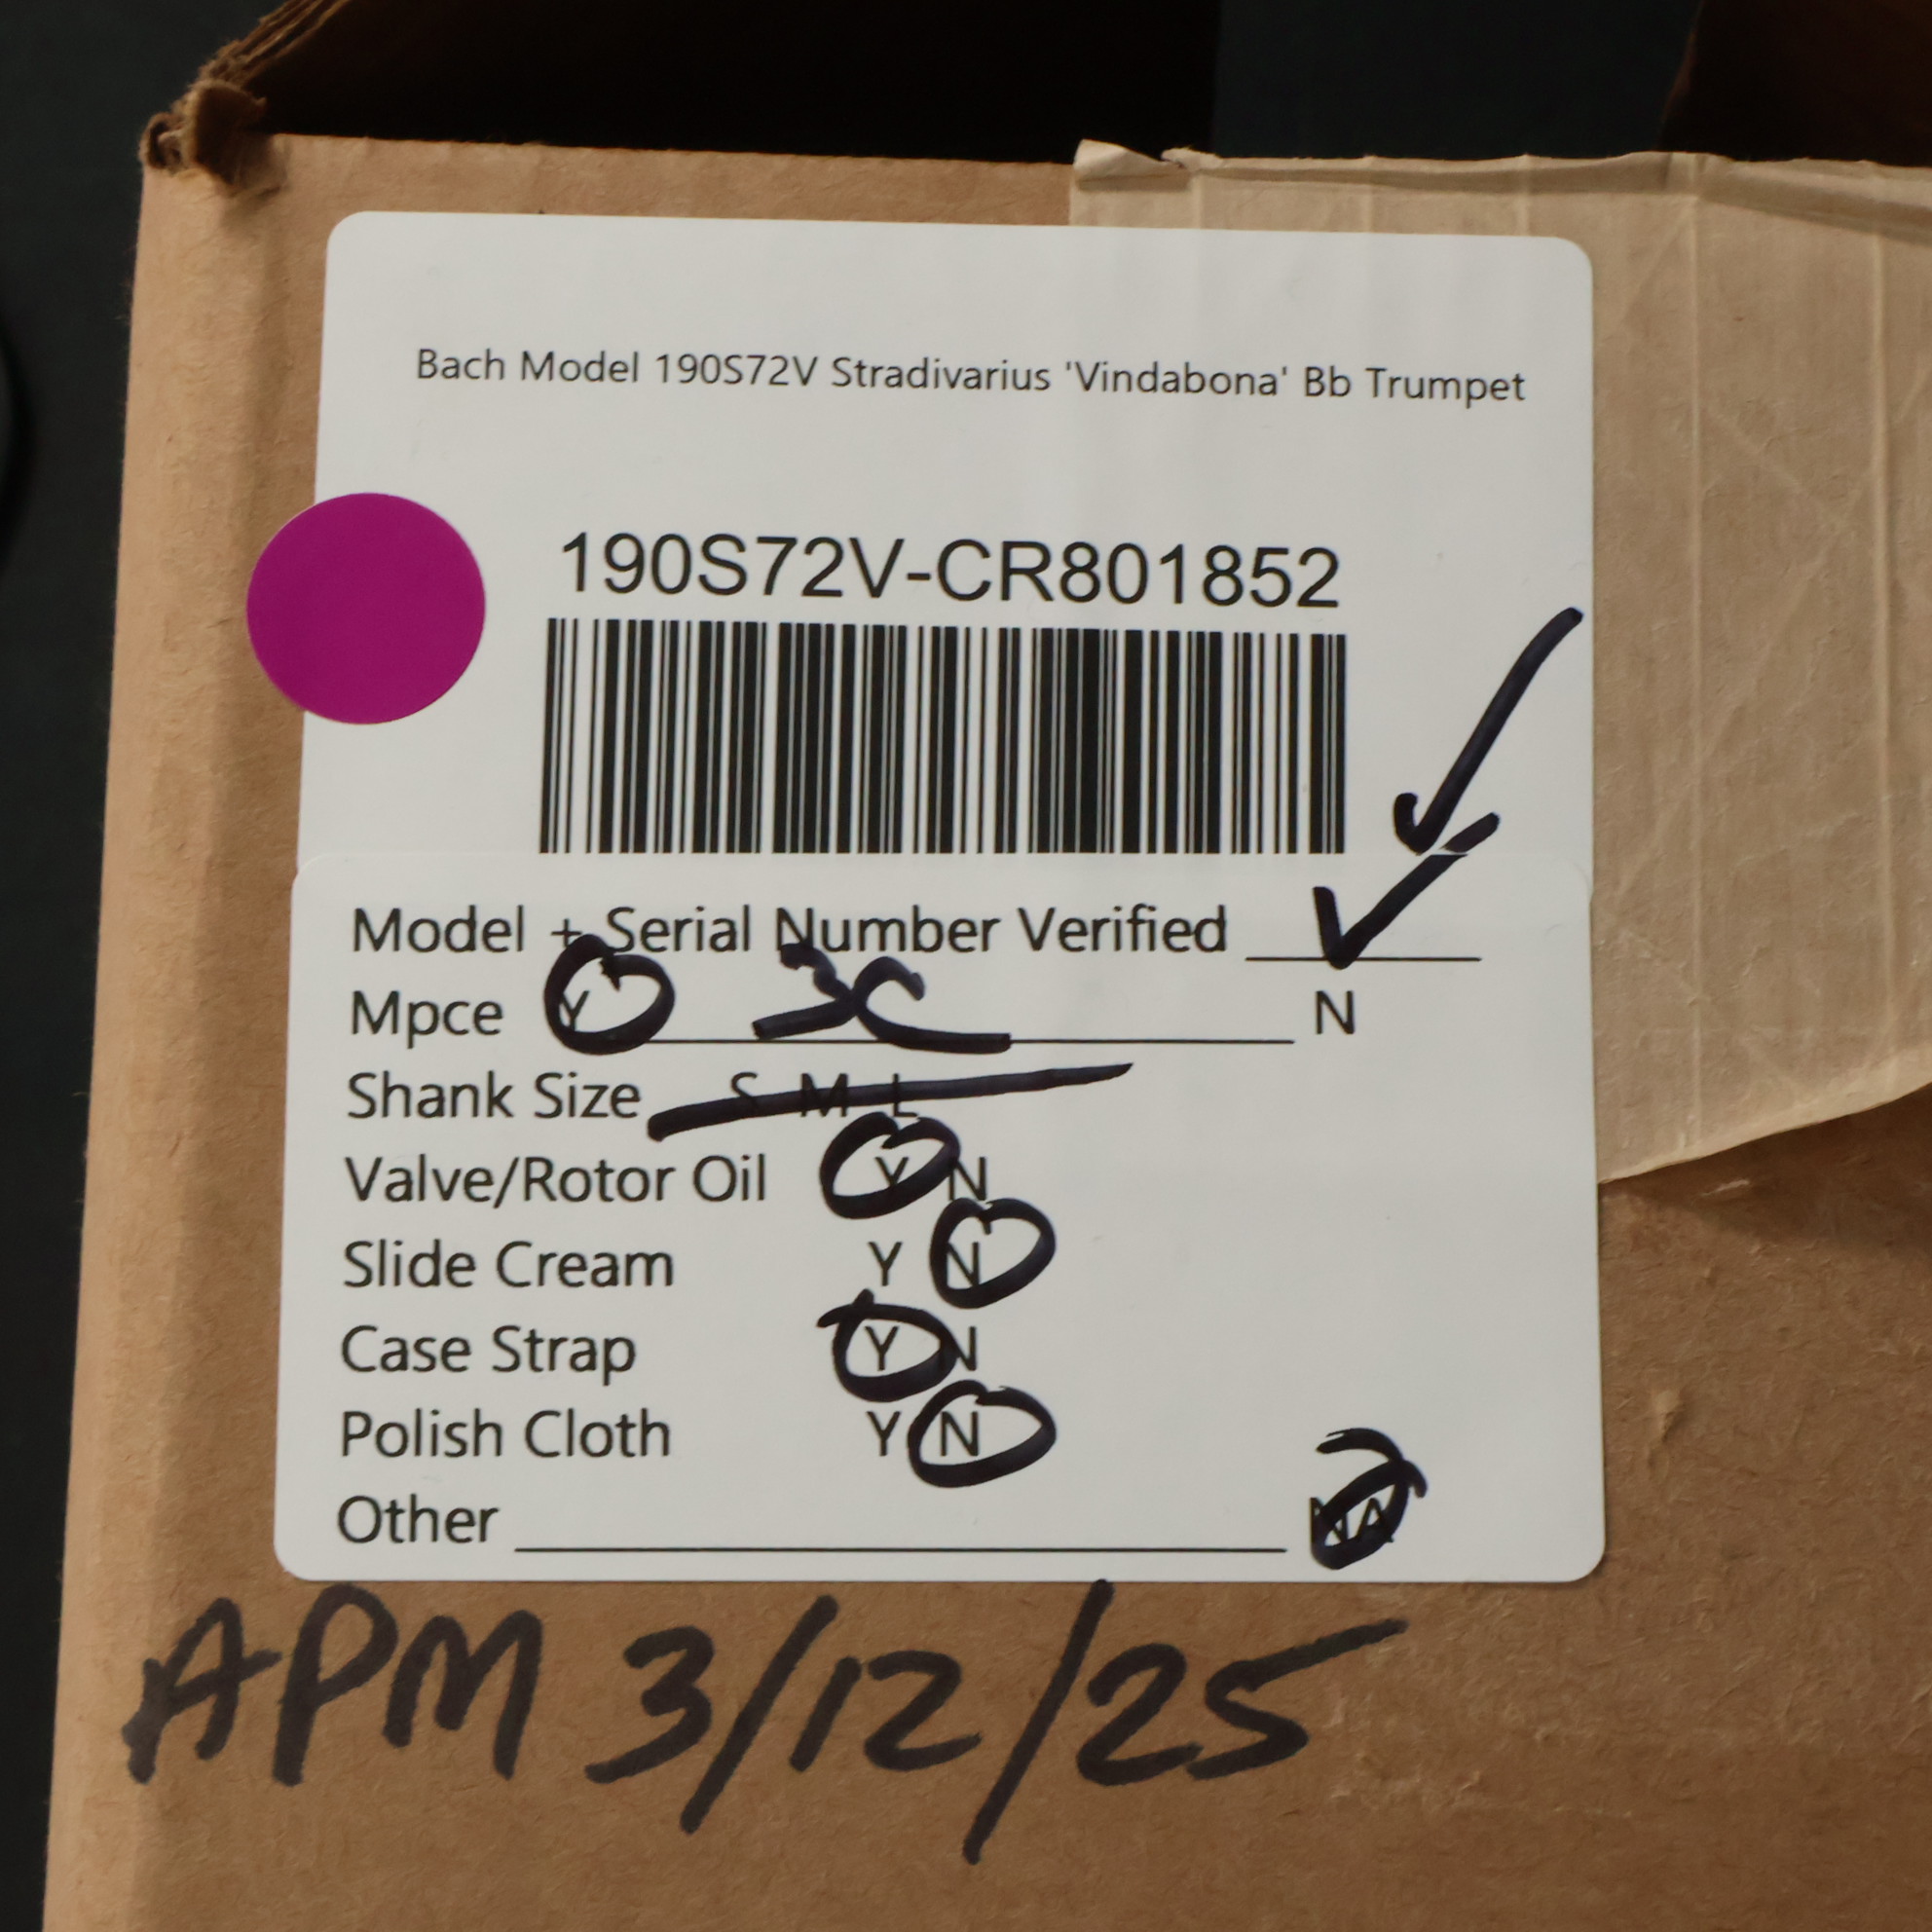 Bach Model 190S72V Stradivarius 'Vindabona' Bb Trumpet
190S72V-CR801852
Model + Serial Number Verified ✓
Mpce Y 3C N
Shank Size S M L
Valve/Rotor Oil Y N
Slide Cream Y N
Case Strap Y N
Polish Cloth Y N
Other NA
APM 3/12/25